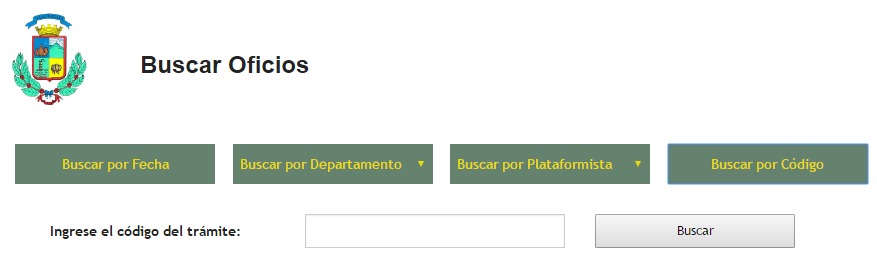 Buscar Oficios
Buscar por Fecha
Buscar por Departamento ▼
Buscar por Plataformista ▼
Buscar por Código
Ingrese el código del trámite:
Buscar